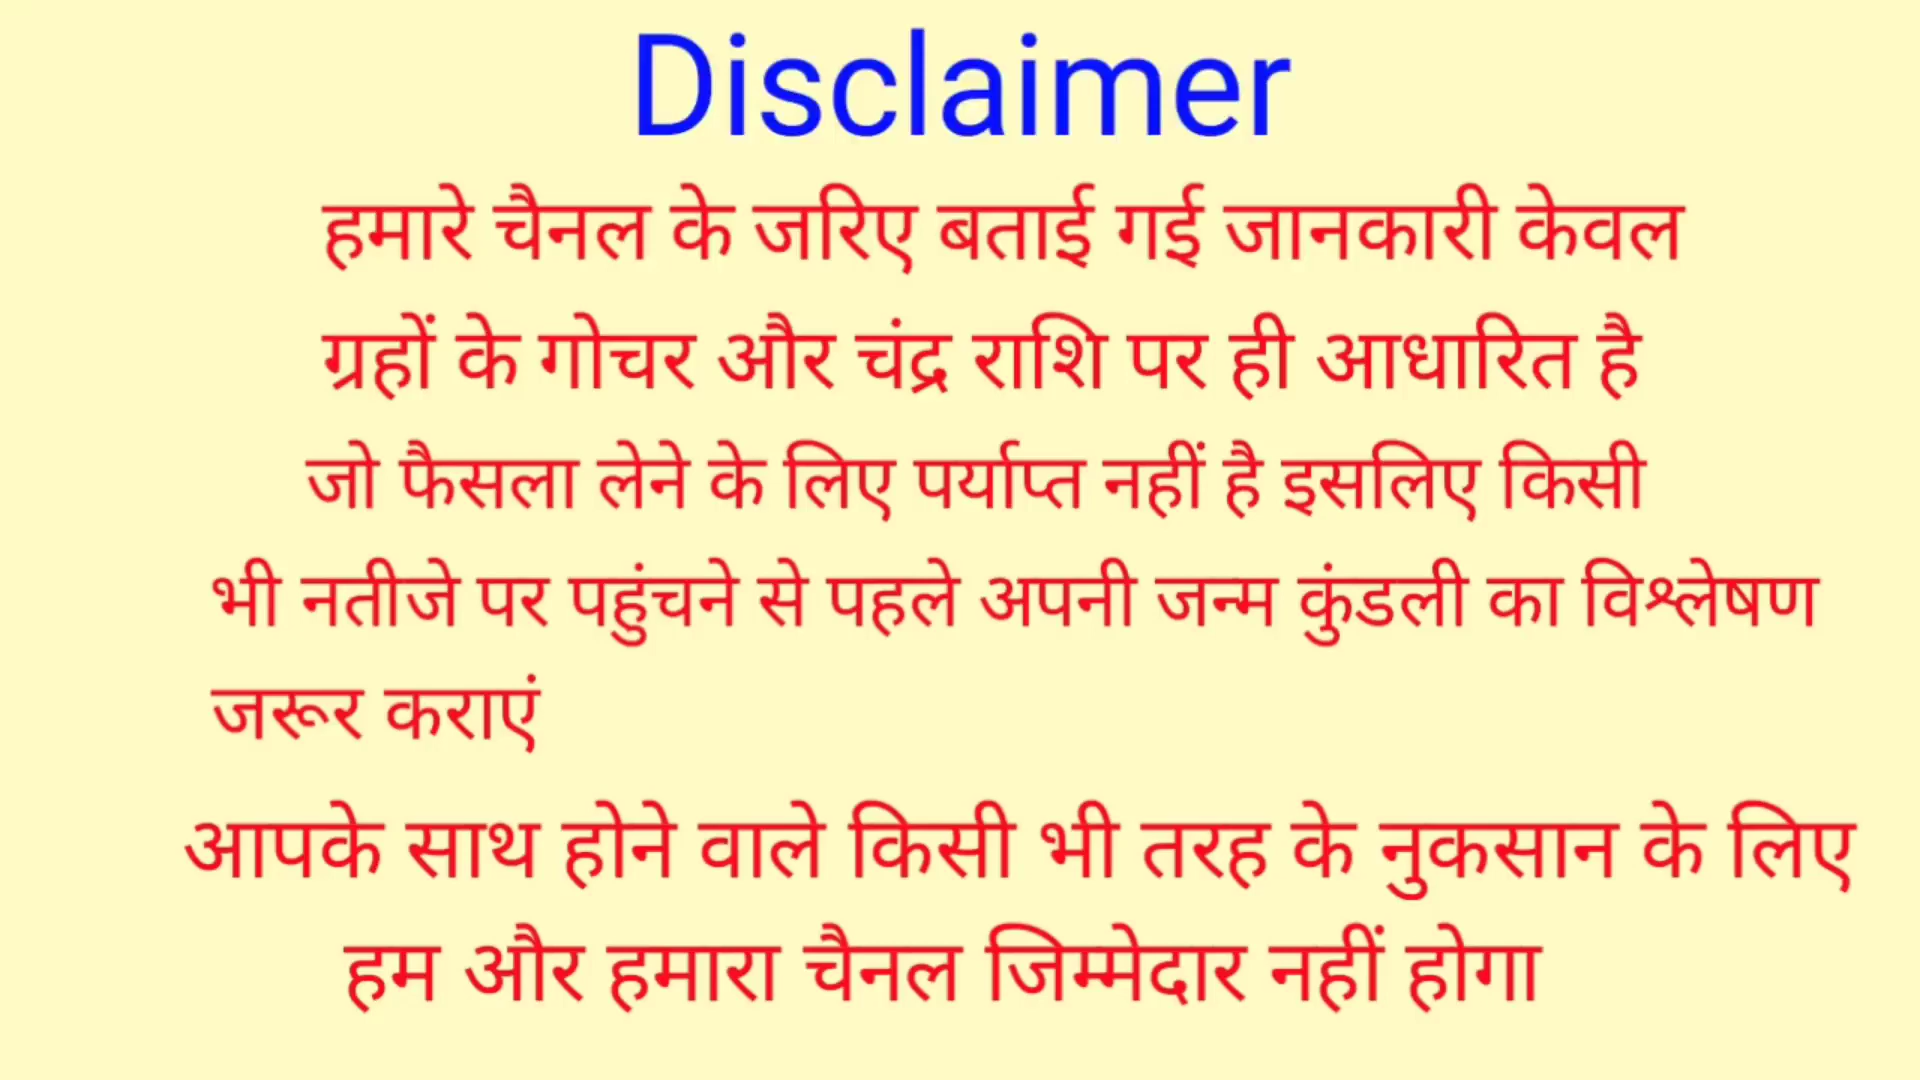 Disclaimer
हमारे चैनल के जरिए बताई गई जानकारी केवल
ग्रहों के गोचर और चंद्र राशि पर ही आधारित है
जो फैसला लेने के लिए पर्याप्त नहीं है इसलिए किसी
भी नतीजे पर पहुंचने से पहले अपनी जन्म कुंडली का विश्लेषण
जरूर कराएं
आपके साथ होने वाले किसी भी तरह के नुकसान के लिए
हम और हमारा चैनल जिम्मेदार नहीं होगा